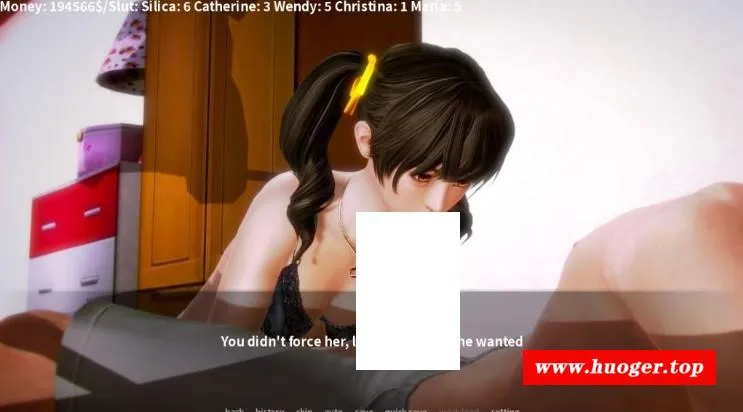 Money: 194566$/Slut: Silica: 6 Catherine: 3 Wendy: 5 Christina: 1 Maria: 5
You didn't force her, he wanted
www.huoger.top
back history skip auto save quicksave setting